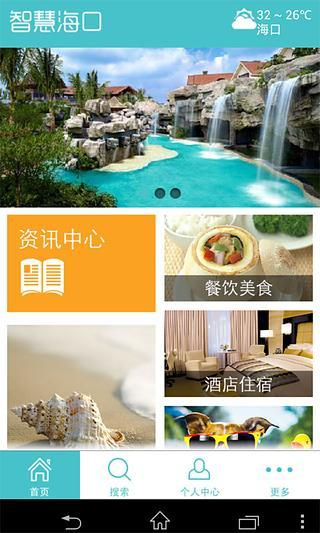 智慧海口
32 ~ 26℃
海口
资讯中心
餐饮美食
酒店住宿
首页
搜索
个人中心
更多